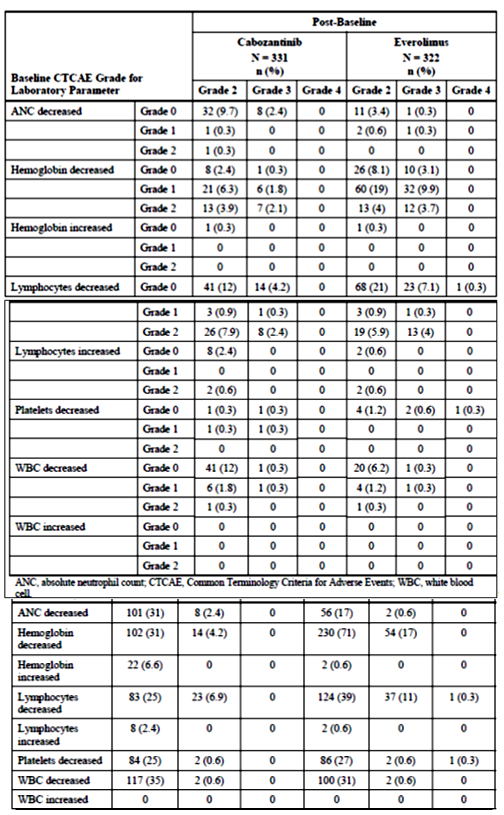 Post-Baseline
Cabozantinib Everolimus
N = 331 N = 322
n (%) n (%)
Baseline CTCAE Grade for
Laboratory Parameter Grade 2 Grade 3 Grade 4 Grade 2 Grade 3 Grade 4
ANC decreased Grade 0 32 (9.7) 8 (2.4) 0 11 (3.4) 1 (0.3) 0
Grade 1 1 (0.3) 0 0 2 (0.6) 1 (0.3) 0
Grade 2 1 (0.3) 0 0 0 0 0
Hemoglobin decreased Grade 0 8 (2.4) 1 (0.3) 0 26 (8.1) 10 (3.1) 0
Grade 1 21 (6.3) 6 (1.8) 0 60 (19) 32 (9.9) 0
Grade 2 13 (3.9) 7 (2.1) 0 13 (4) 12 (3.7) 0
Hemoglobin increased Grade 0 1 (0.3) 0 0 1 (0.3) 0 0
Grade 1 0 0 0 0 0 0
Grade 2 0 0 0 0 0 0
Lymphocytes decreased Grade 0 41 (12) 14 (4.2) 0 68 (21) 23 (7.1) 1 (0.3)
Grade 1 3 (0.9) 1 (0.3) 0 3 (0.9) 1 (0.3) 0
Grade 2 26 (7.9) 8 (2.4) 0 19 (5.9) 13 (4) 0
Lymphocytes increased Grade 0 8 (2.4) 0 0 2 (0.6) 0 0
Grade 1 0 0 0 0 0 0
Grade 2 2 (0.6) 0 0 2 (0.6) 0 0
Platelets decreased Grade 0 1 (0.3) 1 (0.3) 0 4 (1.2) 2 (0.6) 1 (0.3)
Grade 1 1 (0.3) 1 (0.3) 0 0 0 0
Grade 2 0 0 0 0 0 0
WBC decreased Grade 0 41 (12) 1 (0.3) 0 20 (6.2) 1 (0.3) 0
Grade 1 6 (1.8) 1 (0.3) 0 4 (1.2) 1 (0.3) 0
Grade 2 1 (0.3) 0 0 1 (0.3) 0 0
WBC increased Grade 0 0 0 0 0 0 0
Grade 1 0 0 0 0 0 0
Grade 2 0 0 0 0 0 0
ANC, absolute neutrophil count; CTCAE, Common Terminology Criteria for Adverse Events; WBC, white blood
cell
ANC decreased 101 (31) 8 (2.4) 0 56 (17) 2 (0.6) 0
Hemoglobin 102 (31) 14 (4.2) 0 230 (71) 54 (17) 0
decreased
Hemoglobin 22 (6.6) 0 0 2 (0.6) 0 0
increased
Lymphocytes 83 (25) 23 (6.9) 0 124 (39) 37 (11) 1 (0.3)
decreased
Lymphocytes 8 (2.4) 0 0 2 (0.6) 0 0
increased
Platelets decreased 84 (25) 2 (0.6) 0 86 (27) 2 (0.6) 1 (0.3)
WBC decreased 117 (35) 2 (0.6) 0 100 (31) 2 (0.6) 0
WBC increased 0 0 0 0 0 0